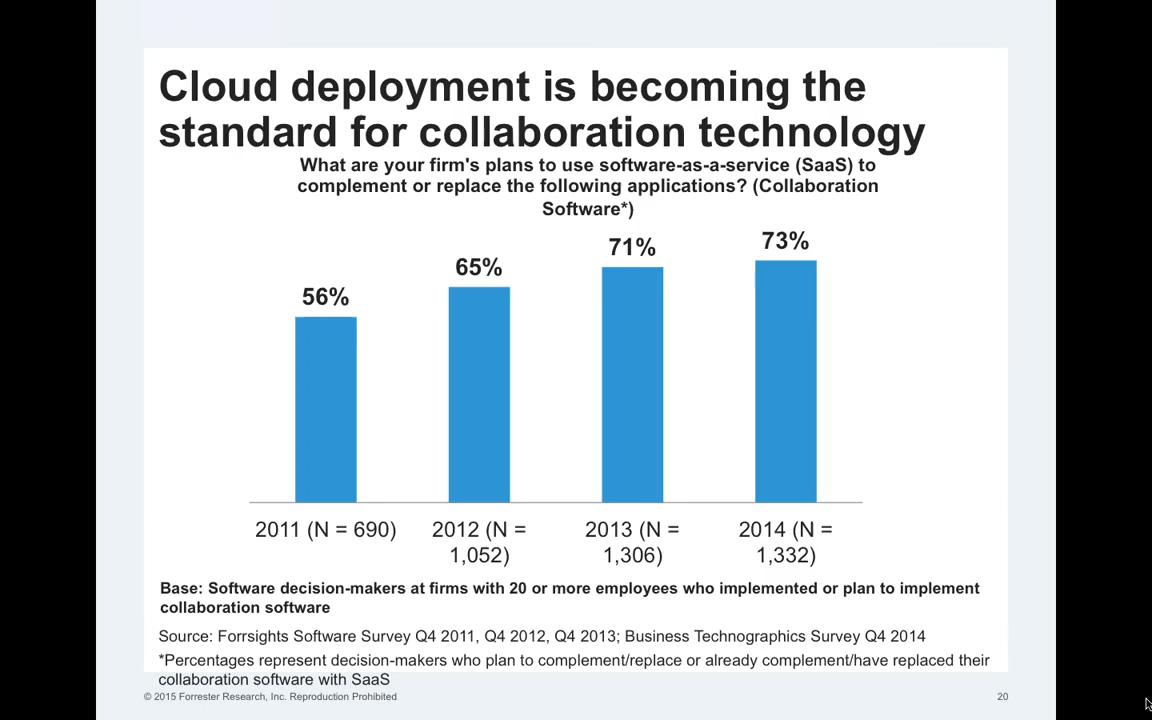 Cloud deployment is becoming the
standard for collaboration technology
What are your firm's plans to use software-as-a-service (SaaS) to
complement or replace the following applications? (Collaboration
Software*)
56%
65%
71%
73%
2011 (N = 690)
2012 (N =
1,052)
2013 (N =
1,306)
2014 (N =
1,332)
Base: Software decision-makers at firms with 20 or more employees who implemented or plan to implement
collaboration software
Source: Forrsights Software Survey Q4 2011, Q4 2012, Q4 2013; Business Technographics Survey Q4 2014
*Percentages represent decision-makers who plan to complement/replace or already complement/have replaced their
collaboration software with SaaS
© 2015 Forrester Research, Inc. Reproduction Prohibited
20